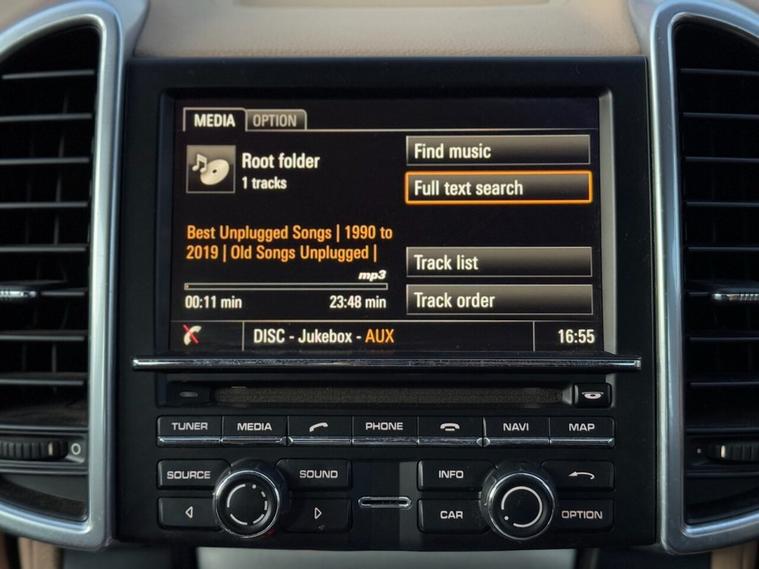 MEDIA OPTION
Root folder
1 tracks
Find music
Full text search
Best Unplugged Songs | 1990 to
2019 | Old Songs Unplugged |
mp3
00:11 min 23:48 min
Track list
Track order
DISC - Jukebox - AUX 16:55
TUNER MEDIA PHONE NAVI MAP
SOURCE SOUND INFO
CAR OPTION